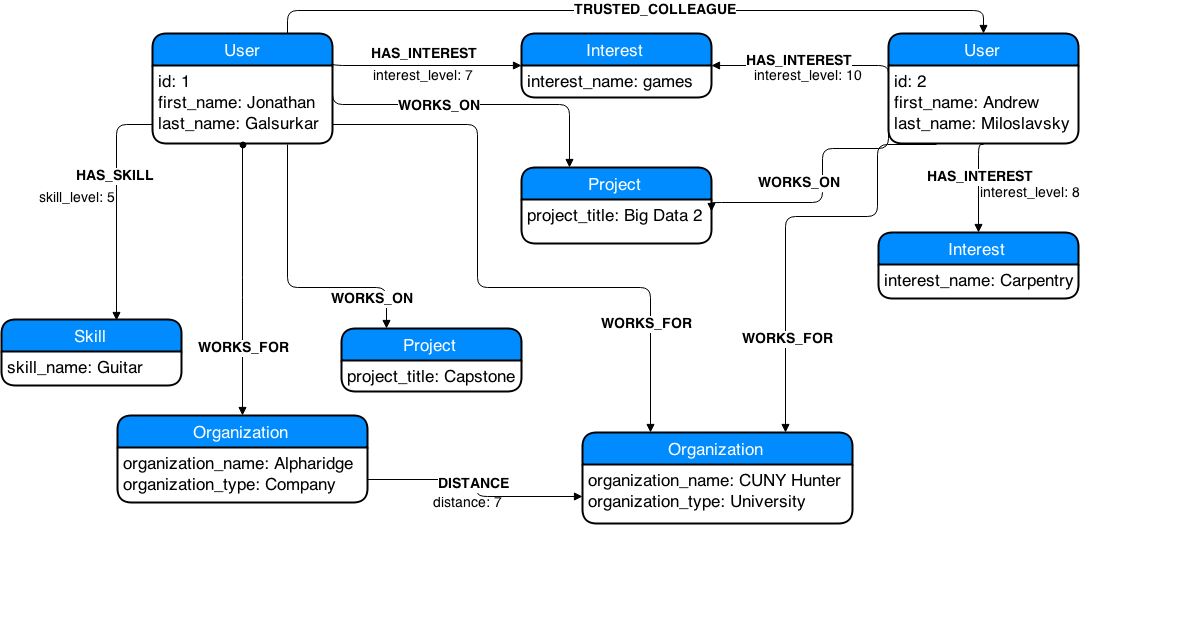 TRUSTED_COLLEAGUE
User
id: 1
first_name: Jonathan
last_name: Galsurkar
HAS_INTEREST
interest_level: 7
Interest
interest_name: games
HAS_INTEREST
interest_level: 10
User
id: 2
first_name: Andrew
last_name: Miloslavsky
WORKS_ON
HAS_SKILL
skill_level: 5
Project
project_title: Big Data 2
WORKS_ON
HAS_INTEREST
interest_level: 8
Interest
interest_name: Carpentry
WORKS_ON
Skill
skill_name: Guitar
WORKS_FOR
Project
project_title: Capstone
WORKS_FOR
WORKS_FOR
Organization
organization_name: Alpharidge
organization_type: Company
DISTANCE
distance: 7
Organization
organization_name: CUNY Hunter
organization_type: University